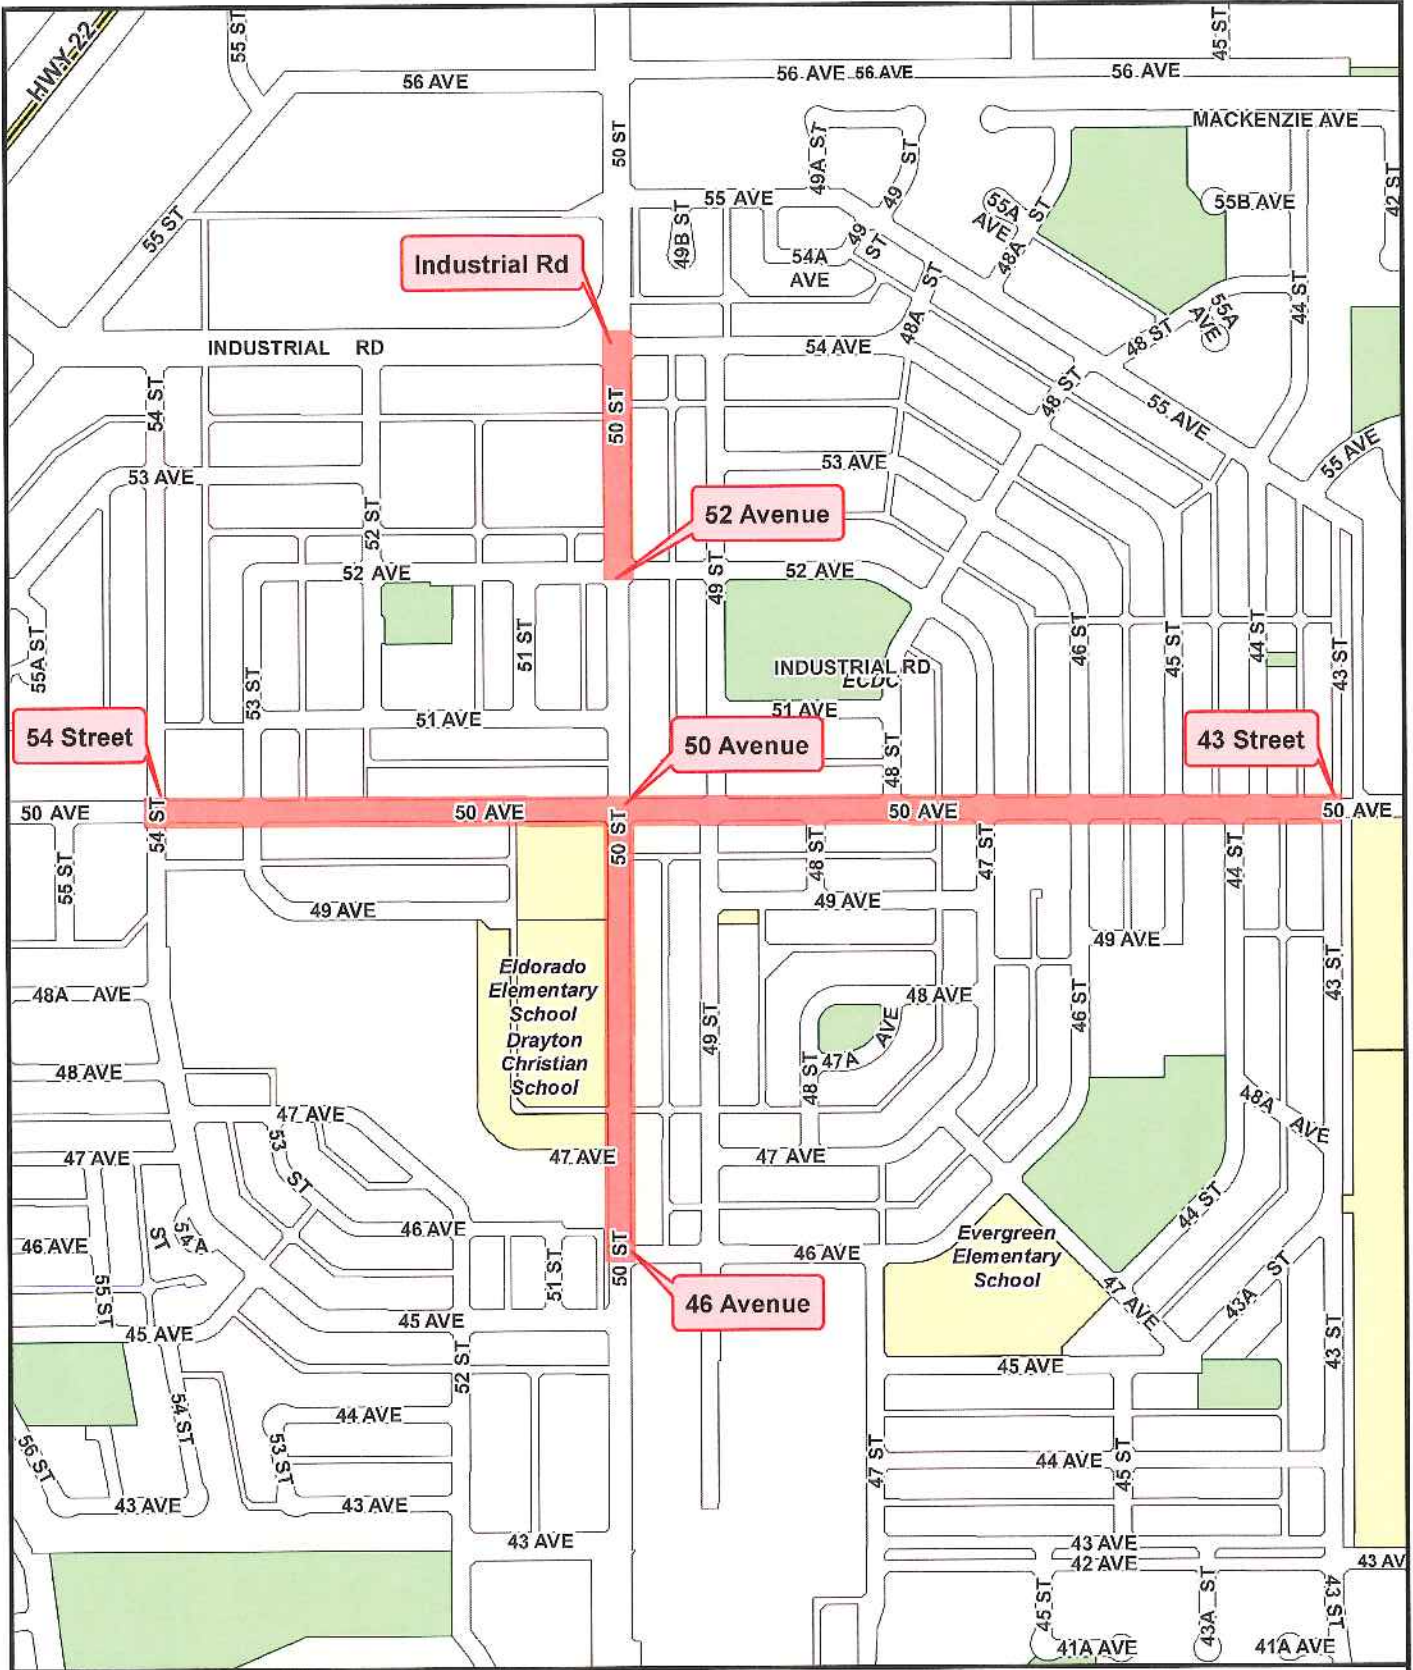 HWY 22
55 ST
45 ST
56 AVE
56 AVE
56 AVE
56 AVE
MACKENZIE AVE
50 ST
49A ST
49 ST
42 ST
55 AVE
55A
AVE
55B AVE
55 ST
49B ST
49 ST
48A ST
Industrial Rd
54A
AVE
48A ST
44 ST
55A
AVE
48 ST
INDUSTRIAL RD
54 AVE
54 ST
50 ST
48 ST
55 AVE
55 AVE
53 AVE
53 AVE
52 ST
52 Avenue
52 AVE
49 ST
52 AVE
55A ST
51 ST
46 ST
45 ST
44 ST
43 ST
53 ST
INDUSTRIAL RD
ECDC
51 AVE
51 AVE
54 Street
50 Avenue
43 Street
48 ST
50 AVE
54 ST
50 AVE
50 ST
50 AVE
50 AVE
55 ST
48 ST
47 ST
44 ST
49 AVE
49 AVE
49 AVE
Eldorado
Elementary
School
Drayton
Christian
School
48A AVE
48 AVE
43 ST
49 ST
46 ST
47A AVE
48 AVE
48 ST
47 AVE
48A AVE
53 ST
47 AVE
47 AVE
47 AVE
54A
ST
46 AVE
44 ST
46 AVE
51 ST
50 ST
46 AVE
Evergreen
Elementary
School
55 ST
46 Avenue
47 AVE
43A ST
45 AVE
45 AVE
43 ST
52 ST
45 AVE
54 ST
44 AVE
56 ST
53 ST
47 ST
44 AVE
45 ST
43 AVE
43 AVE
43 AVE
43 AVE
42 AVE
43 AV
45 ST
43A ST
43 ST
41A AVE
41A AVE